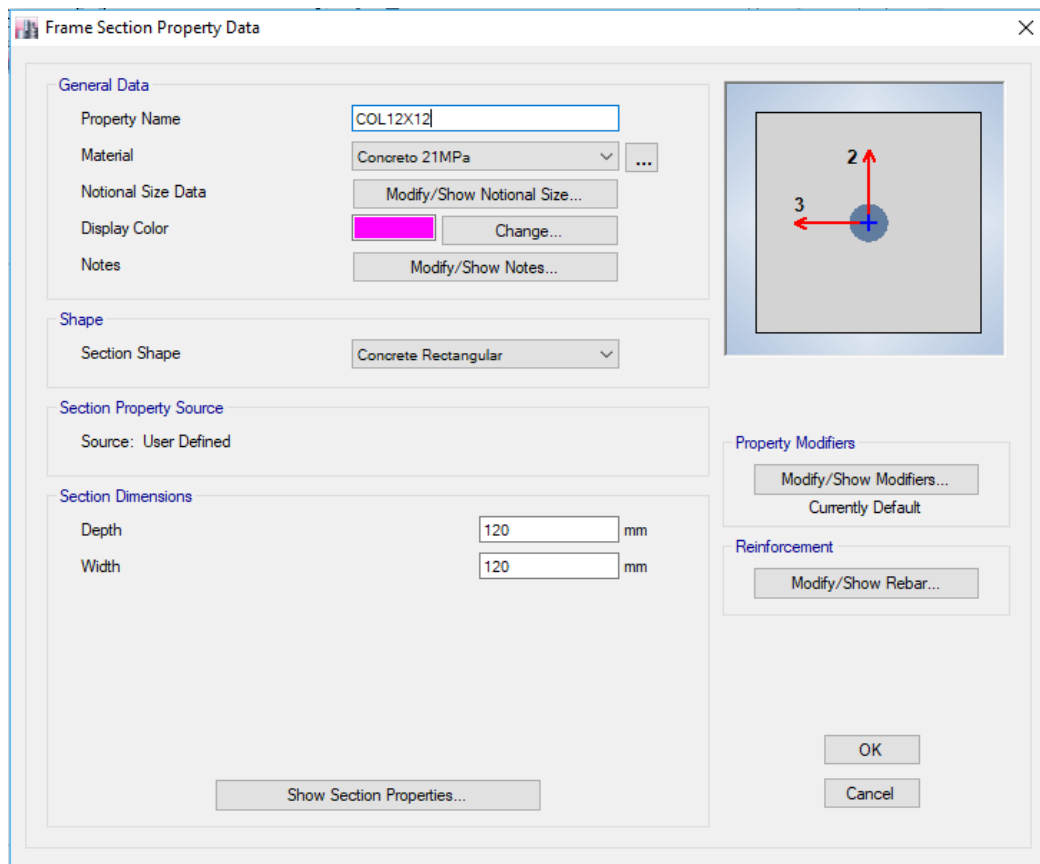 Frame Section Property Data
General Data
Property Name COL12X12
Material Concreto 21MPa ...
Notional Size Data Modify/Show Notional Size...
Display Color Change...
Notes Modify/Show Notes...
2
3
Shape
Section Shape Concrete Rectangular
Section Property Source
Source: User Defined
Property Modifiers
Modify/Show Modifiers...
Currently Default
Section Dimensions
Depth 120 mm
Width 120 mm
Reinforcement
Modify/Show Rebar...
OK
Cancel
Show Section Properties...